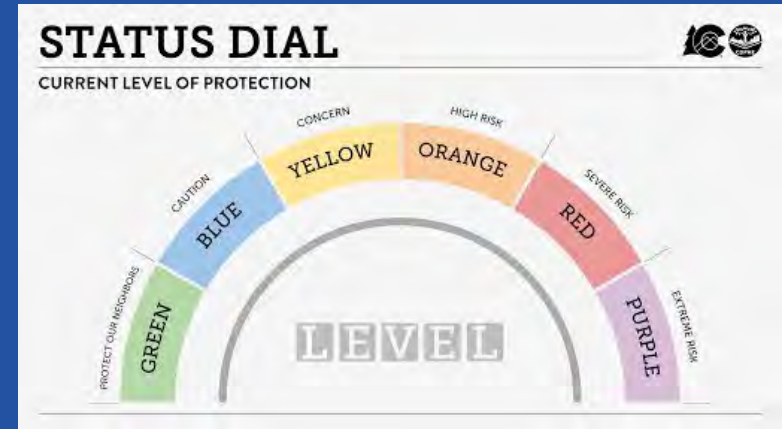 STATUS DIAL
CURRENT LEVEL OF PROTECTION
PROTECT OUR NEIGHBORS
CAUTION
CONCERN
HIGH RISK
SEVERE RISK
EXTREME RISK
GREEN
BLUE
YELLOW
ORANGE
RED
PURPLE
LEVEL